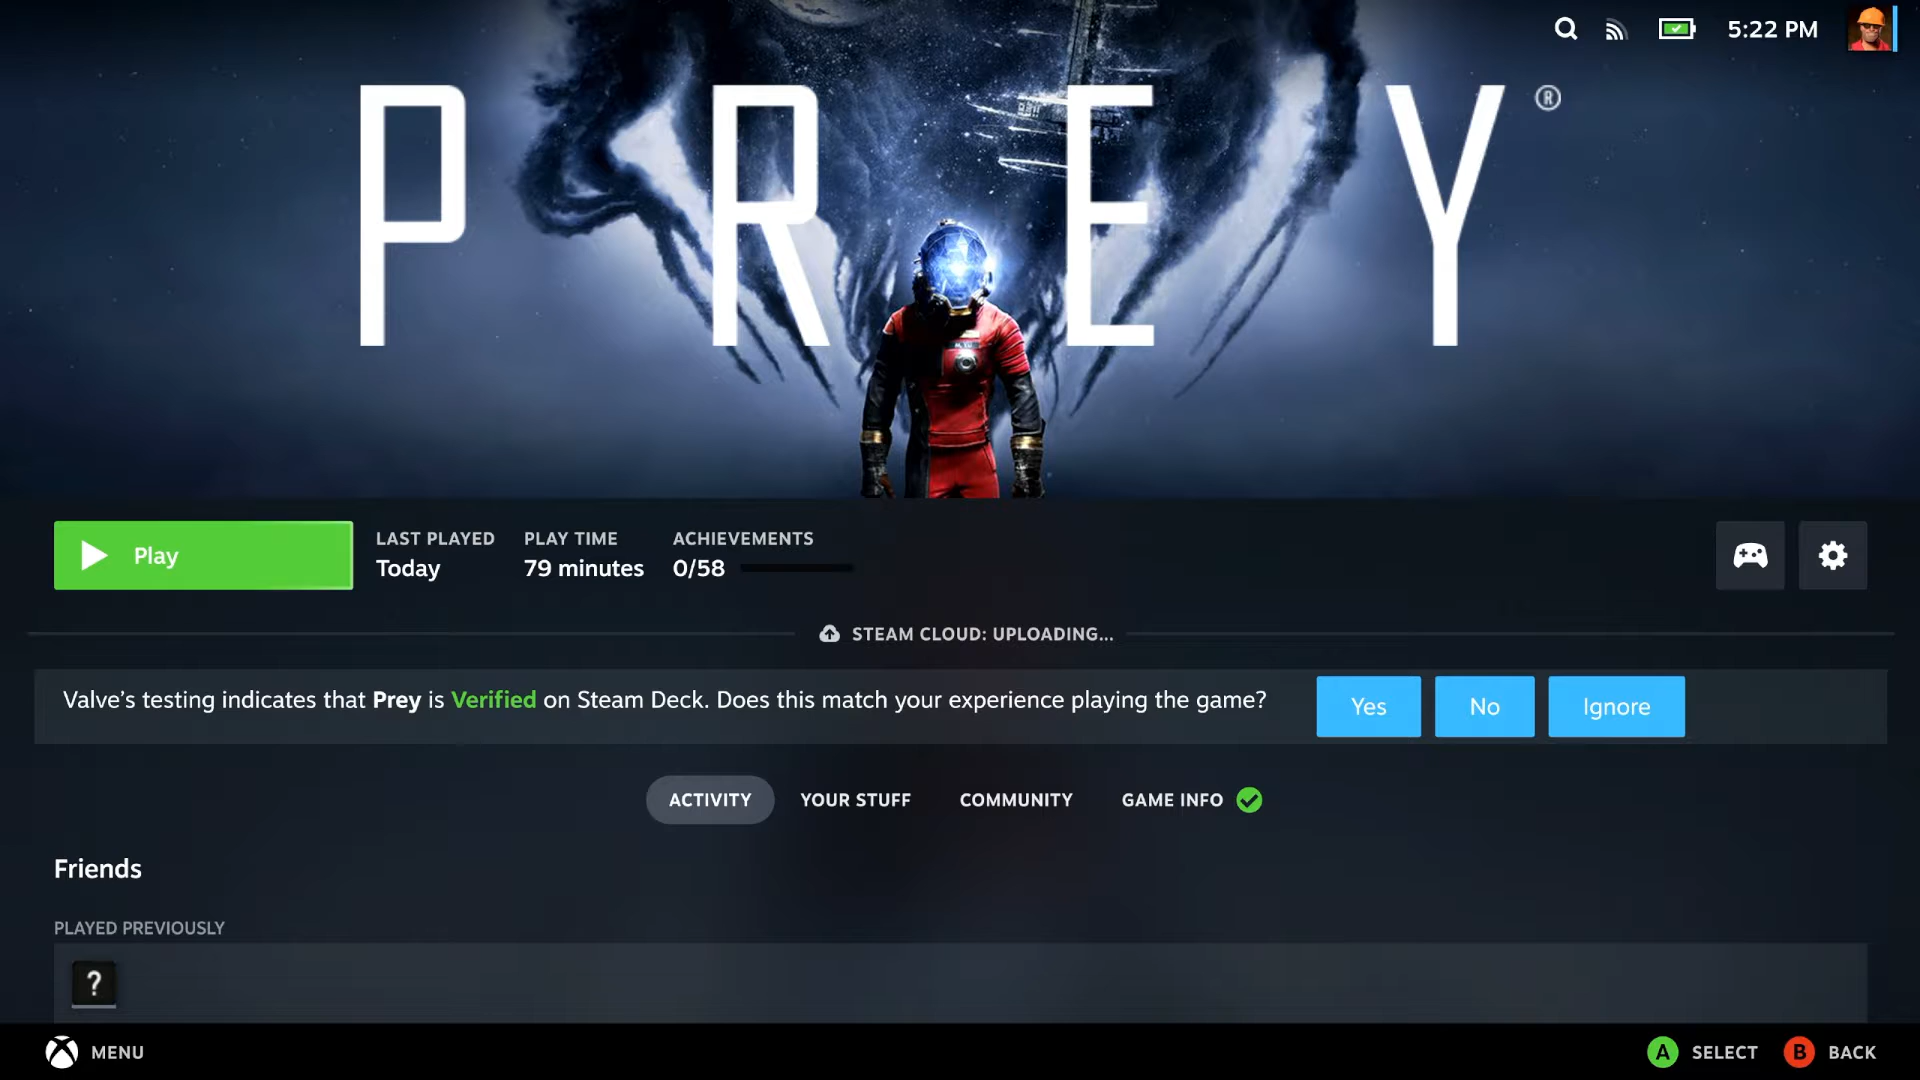 5:22 PM
PREY®
Play
LAST PLAYED
Today
PLAY TIME
79 minutes
ACHIEVEMENTS
0/58
STEAM CLOUD: UPLOADING...
Valve's testing indicates that Prey is Verified on Steam Deck. Does this match your experience playing the game?
Yes
No
Ignore
ACTIVITY
YOUR STUFF
COMMUNITY
GAME INFO
Friends
PLAYED PREVIOUSLY
?
MENU
A SELECT
B BACK